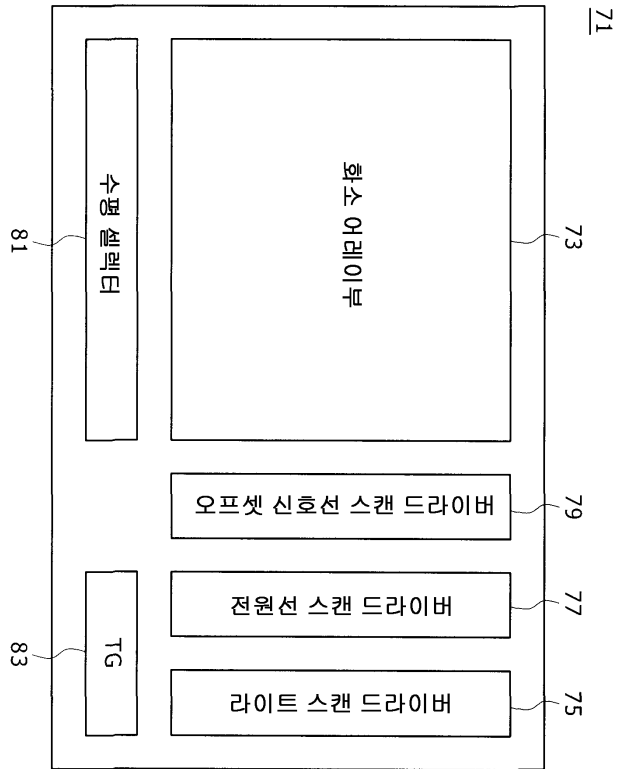 71
화소 어레이부
73
수평 셀렉터
81
오프셋 신호선 스캔 드라이버
79
전원선 스캔 드라이버
77
라이트 스캔 드라이버
75
TG
83